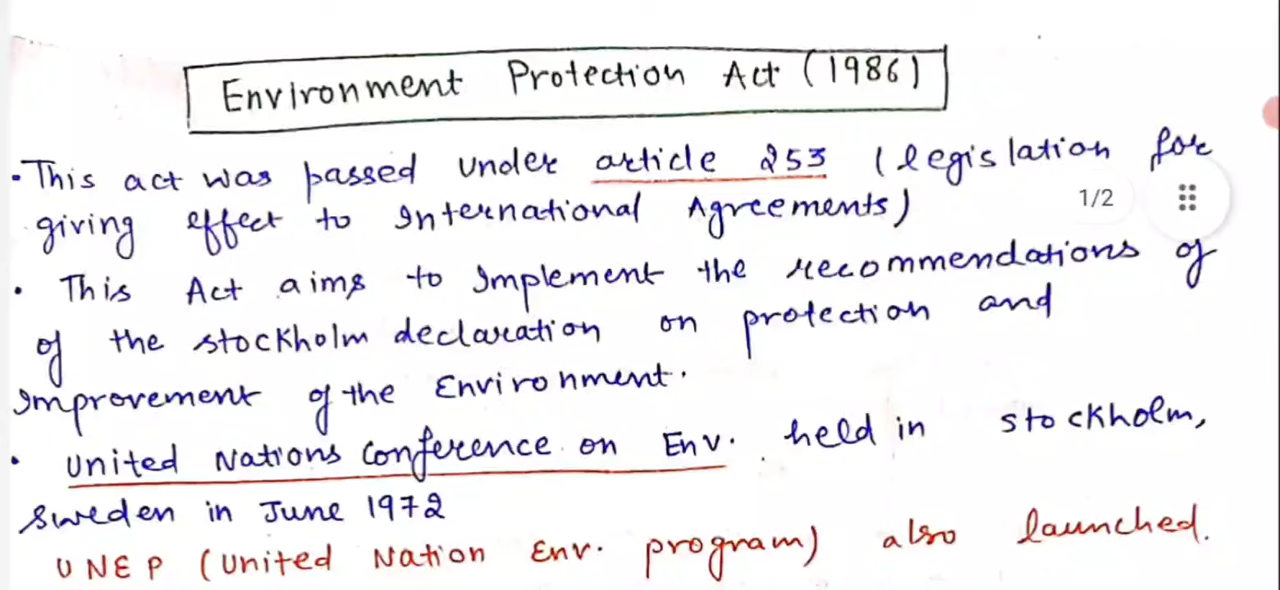 Environment Protection Act (1986)
• This act was passed under article 253 (legislation for
giving effect to International Agreements)
1/2
• This Act aims to Implement the recommendations of
of the stockholm declaration on protection and
Improvement of the Environment.
• United Nations Conference on Env. held in stockholm,
sweden in June 1972
UNEP (United Nation Env. program) also launched.